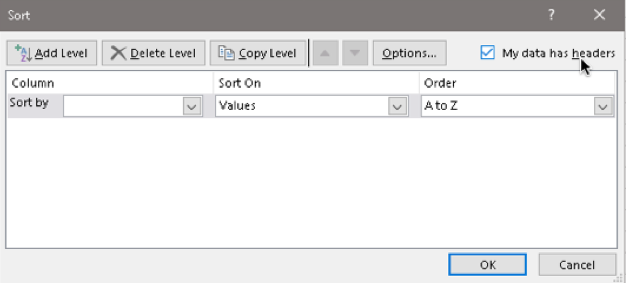 Sort ?
Add Level Delete Level Copy Level Options... My data has headers
Column Sort On Order
Sort by Values A to Z
OK Cancel